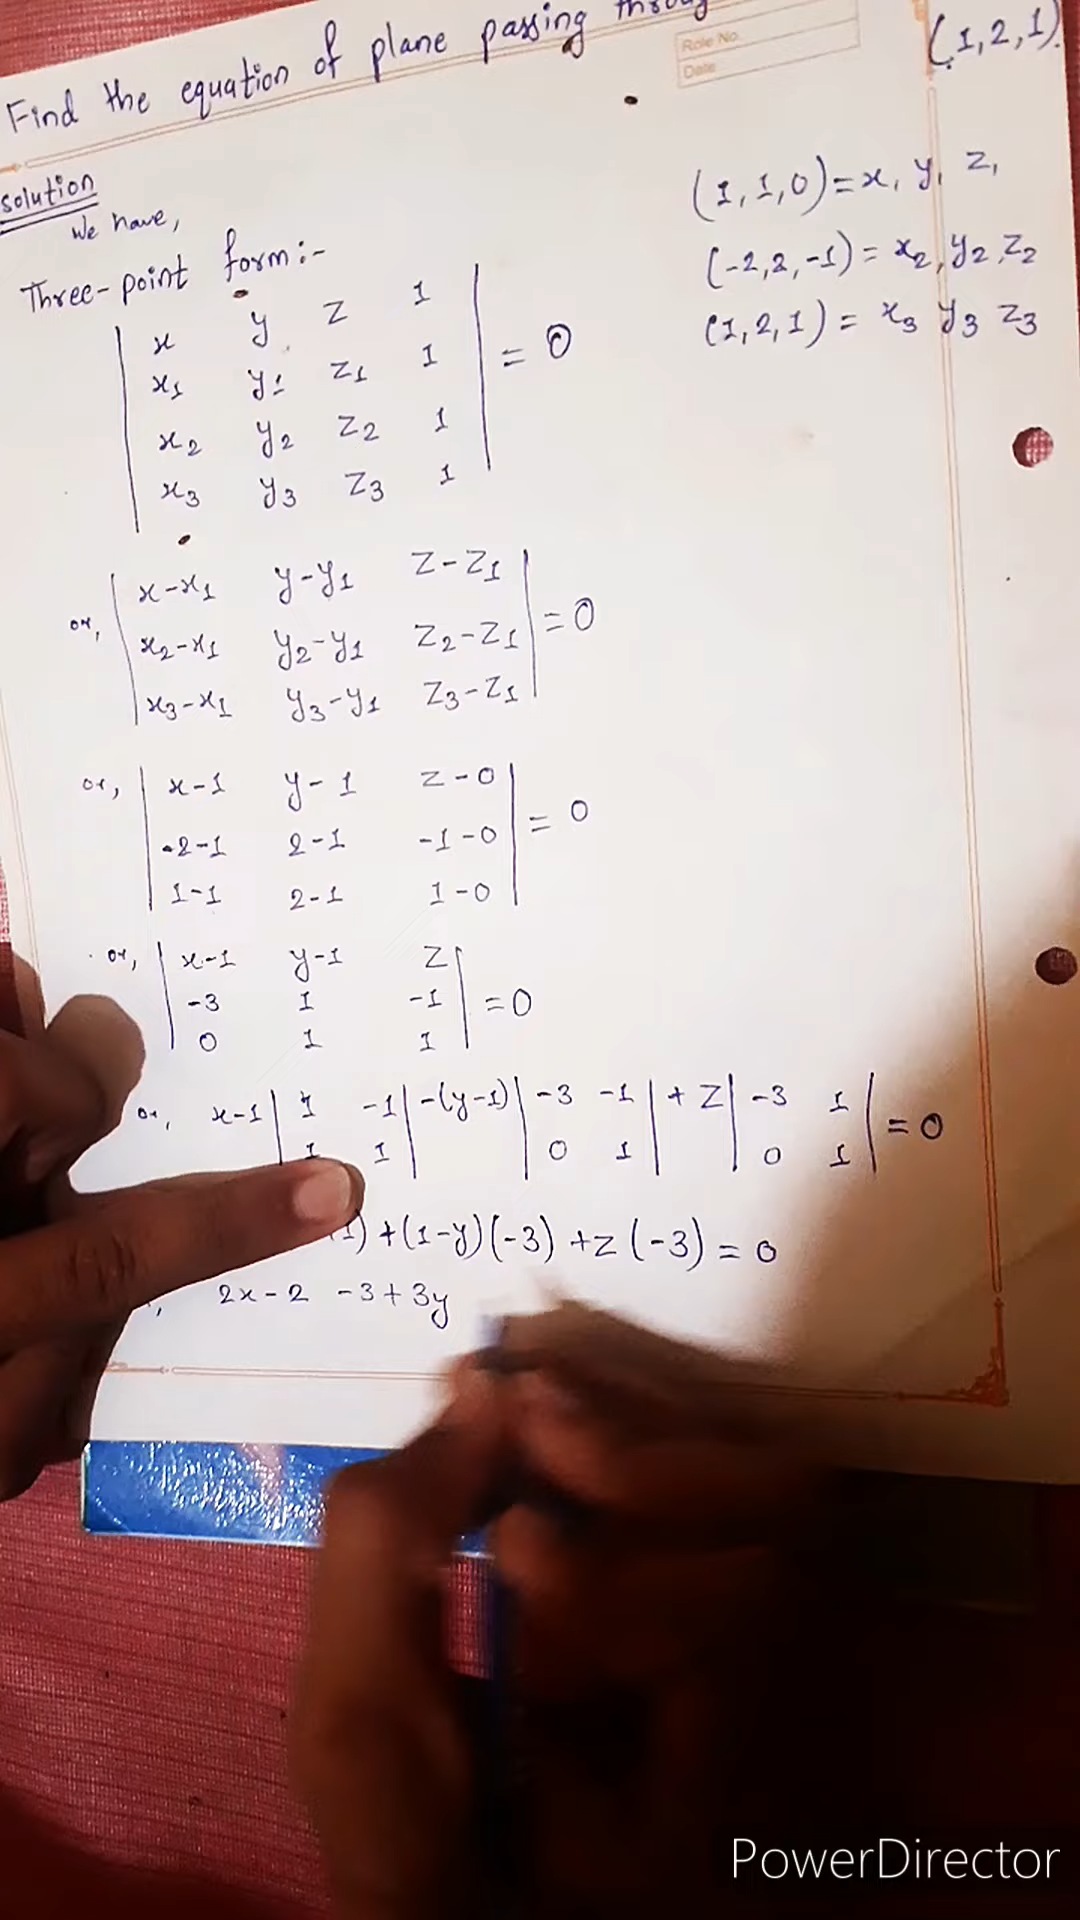 Find the equation of plane passing through
(1,2,1).
Role No.
Date
solution
We have,
Three-point form:-
(1,1,0)=x, y, z,
(-2,2,-1) = x2, y2, z2
(1,2,1) = x3 y3 z3
| x y z 1 |
| x1 y1 z1 1 | = 0
| x2 y2 z2 1 |
| x3 y3 z3 1 |
| x-x1 y-y1 z-z1 |
or, | x2-x1 y2-y1 z2-z1 | = 0
| x3-x1 y3-y1 z3-z1 |
or, | x-1 y-1 z-0 |
| -2-1 2-1 -1-0 | = 0
| 1-1 2-1 1-0 |
or, | x-1 y-1 z |
| -3 1 -1 | = 0
| 0 1 1 |
or, x-1 | 1 -1 | -(y-1) | -3 -1 | + z | -3 1 | = 0
| 1 1 | | 0 1 | | 0 1 |
1) +(1-y)(-3) +z(-3) = 0
, 2x-2 -3+3y
PowerDirector